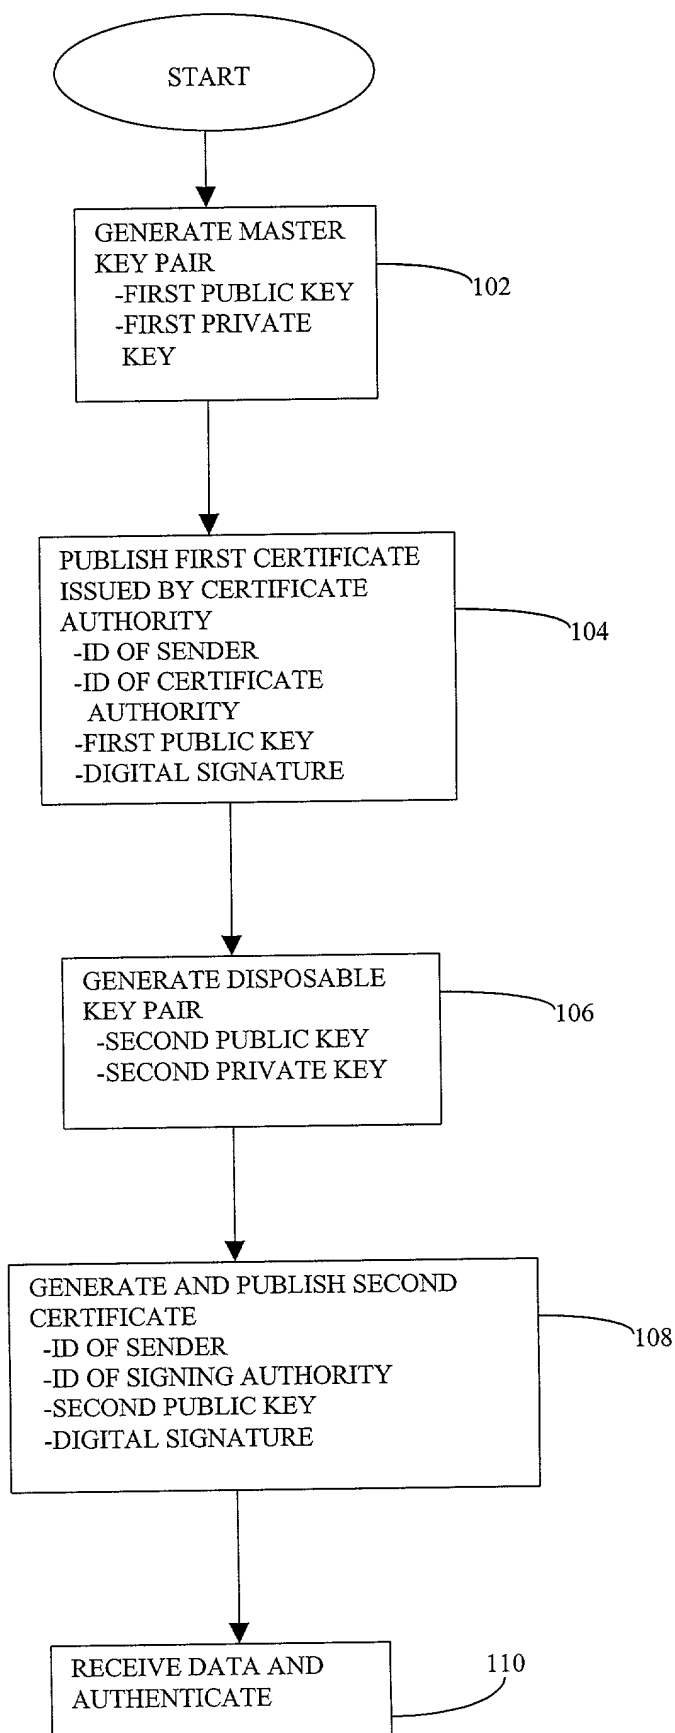 START
GENERATE MASTER
KEY PAIR
-FIRST PUBLIC KEY
-FIRST PRIVATE
KEY
102
PUBLISH FIRST CERTIFICATE
ISSUED BY CERTIFICATE
AUTHORITY
-ID OF SENDER
-ID OF CERTIFICATE
AUTHORITY
-FIRST PUBLIC KEY
-DIGITAL SIGNATURE
104
GENERATE DISPOSABLE
KEY PAIR
-SECOND PUBLIC KEY
-SECOND PRIVATE KEY
106
GENERATE AND PUBLISH SECOND
CERTIFICATE
-ID OF SENDER
-ID OF SIGNING AUTHORITY
-SECOND PUBLIC KEY
-DIGITAL SIGNATURE
108
RECEIVE DATA AND
AUTHENTICATE
110